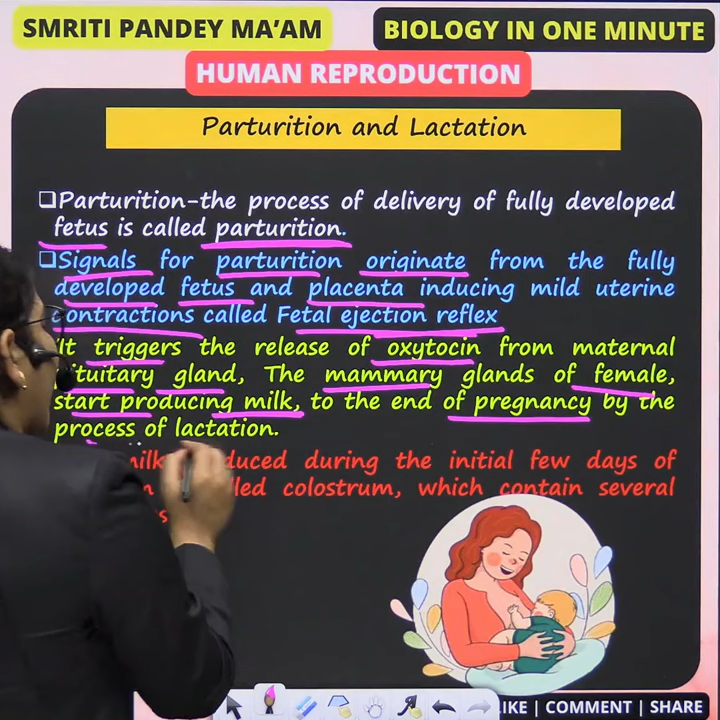 SMRITI PANDEY MA'AM
BIOLOGY IN ONE MINUTE
HUMAN REPRODUCTION
Parturition and Lactation
❑Parturition-the process of delivery of fully developed
fetus is called parturition.
❑Signals for parturition originate from the fully
developed fetus and placenta inducing mild uterine
contractions called Fetal ejection reflex
It triggers the release of oxytocin from maternal
pituitary gland, The mammary glands of female,
start producing milk, to the end of pregnancy by the
process of lactation.
during the initial few days of
colostrum, which contain several
| COMMENT | SHARE